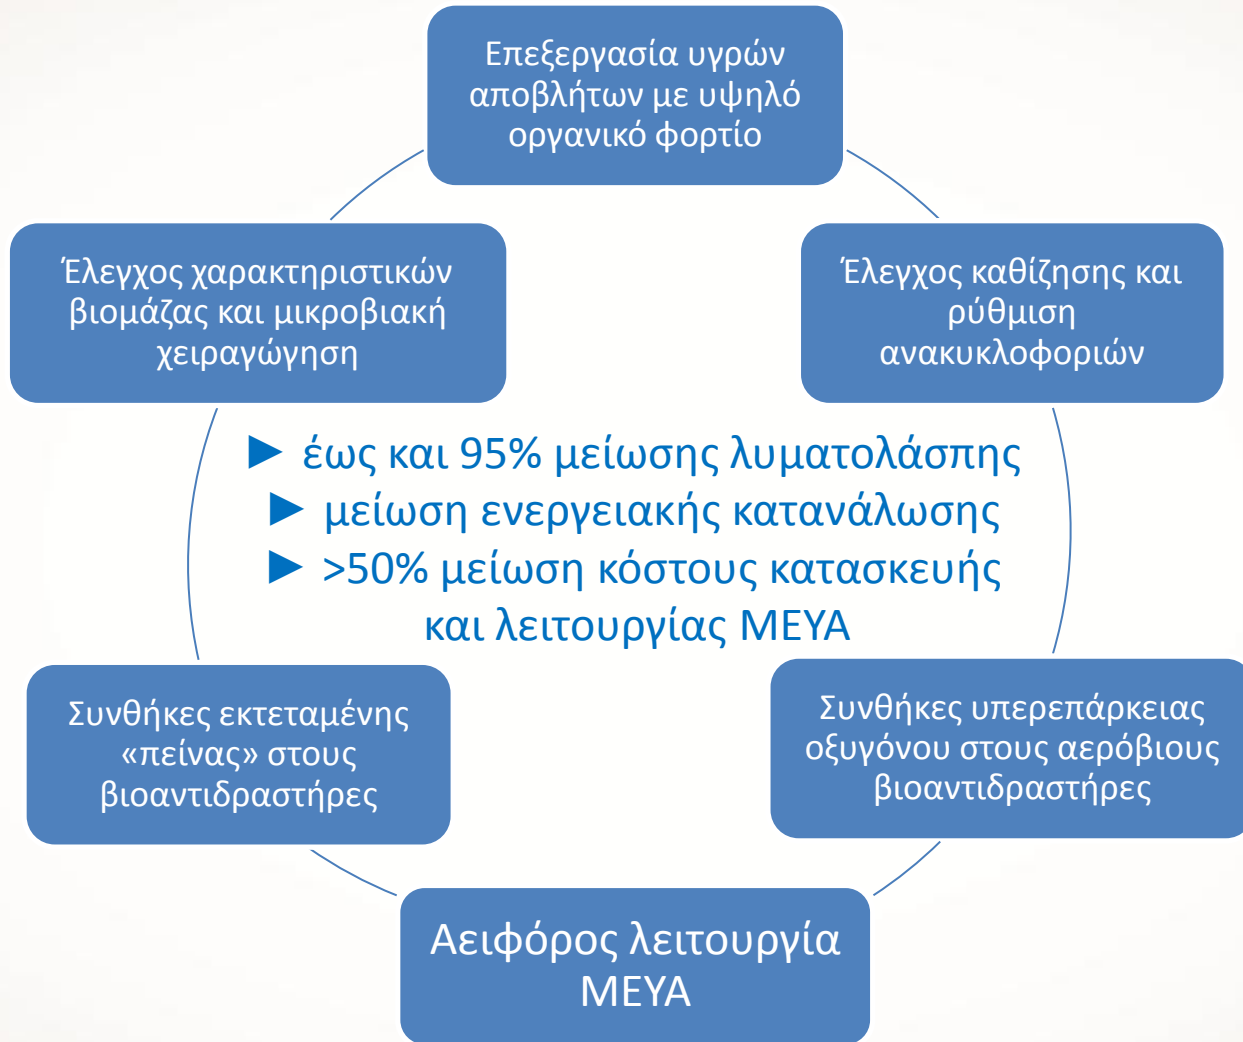 Επεξεργασία υγρών
αποβλήτων με υψηλό
οργανικό φορτίο
Έλεγχος χαρακτηριστικών
βιομάζας και μικροβιακή
χειραγώγηση
Έλεγχος καθίζησης και
ρύθμιση
ανακυκλοφοριών
► έως και 95% μείωσης λυματολάσπης
► μείωση ενεργειακής κατανάλωσης
► >50% μείωση κόστους κατασκευής
και λειτουργίας ΜΕΥΑ
Συνθήκες εκτεταμένης
«πείνας» στους
βιοαντιδραστήρες
Συνθήκες υπερεπάρκειας
οξυγόνου στους αερόβιους
βιοαντιδραστήρες
Αειφόρος λειτουργία
ΜΕΥΑ